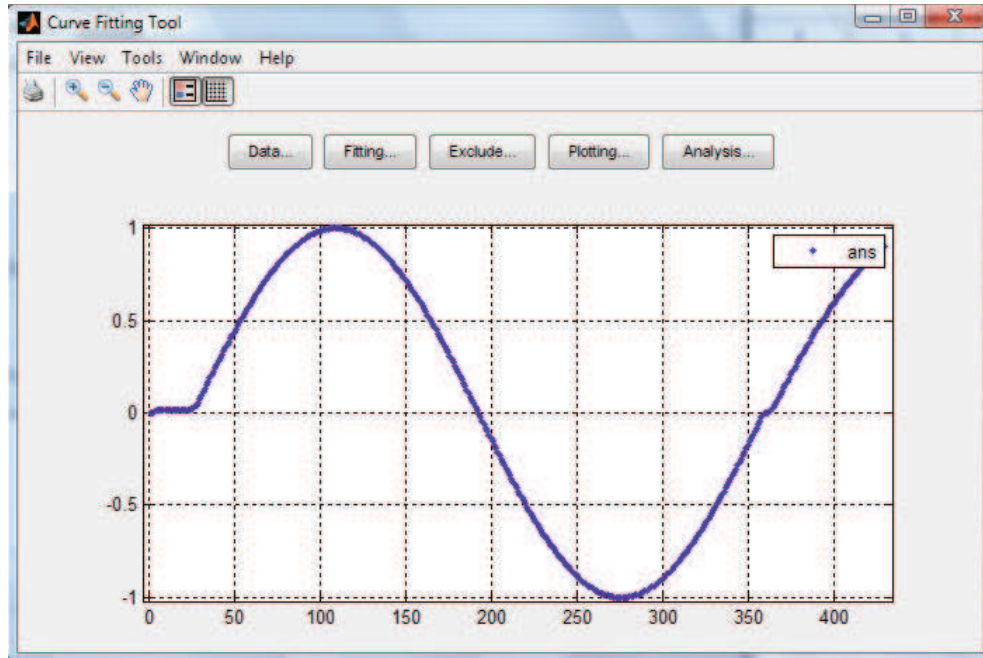 Curve Fitting Tool
File View Tools Window Help
Data... Fitting... Exclude... Plotting... Analysis...
1
0.5
0
-0.5
-1
ans
0 50 100 150 200 250 300 350 400